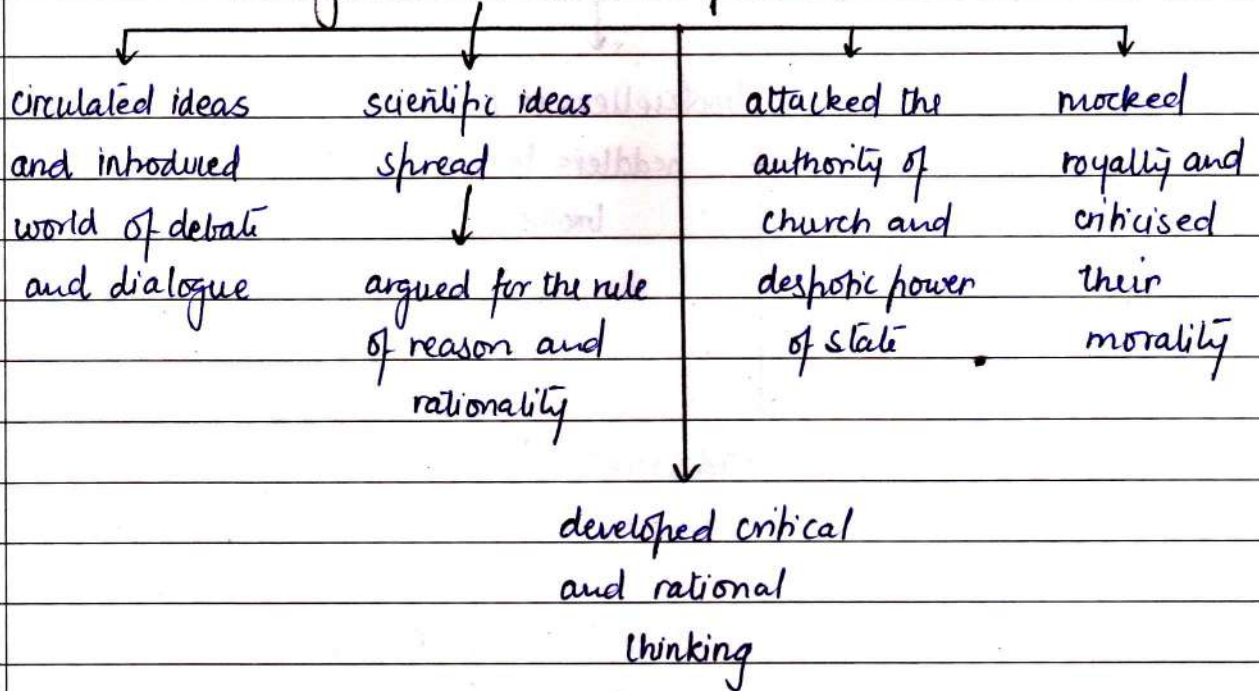 circulated ideas
and introduced
world of debate
and dialogue
scientific ideas
spread
argued for the rule
of reason and
rationality
attacked the
authority of
church and
despotic power
of state
mocked
royalty and
criticised
their
morality
developed critical
and rational
thinking